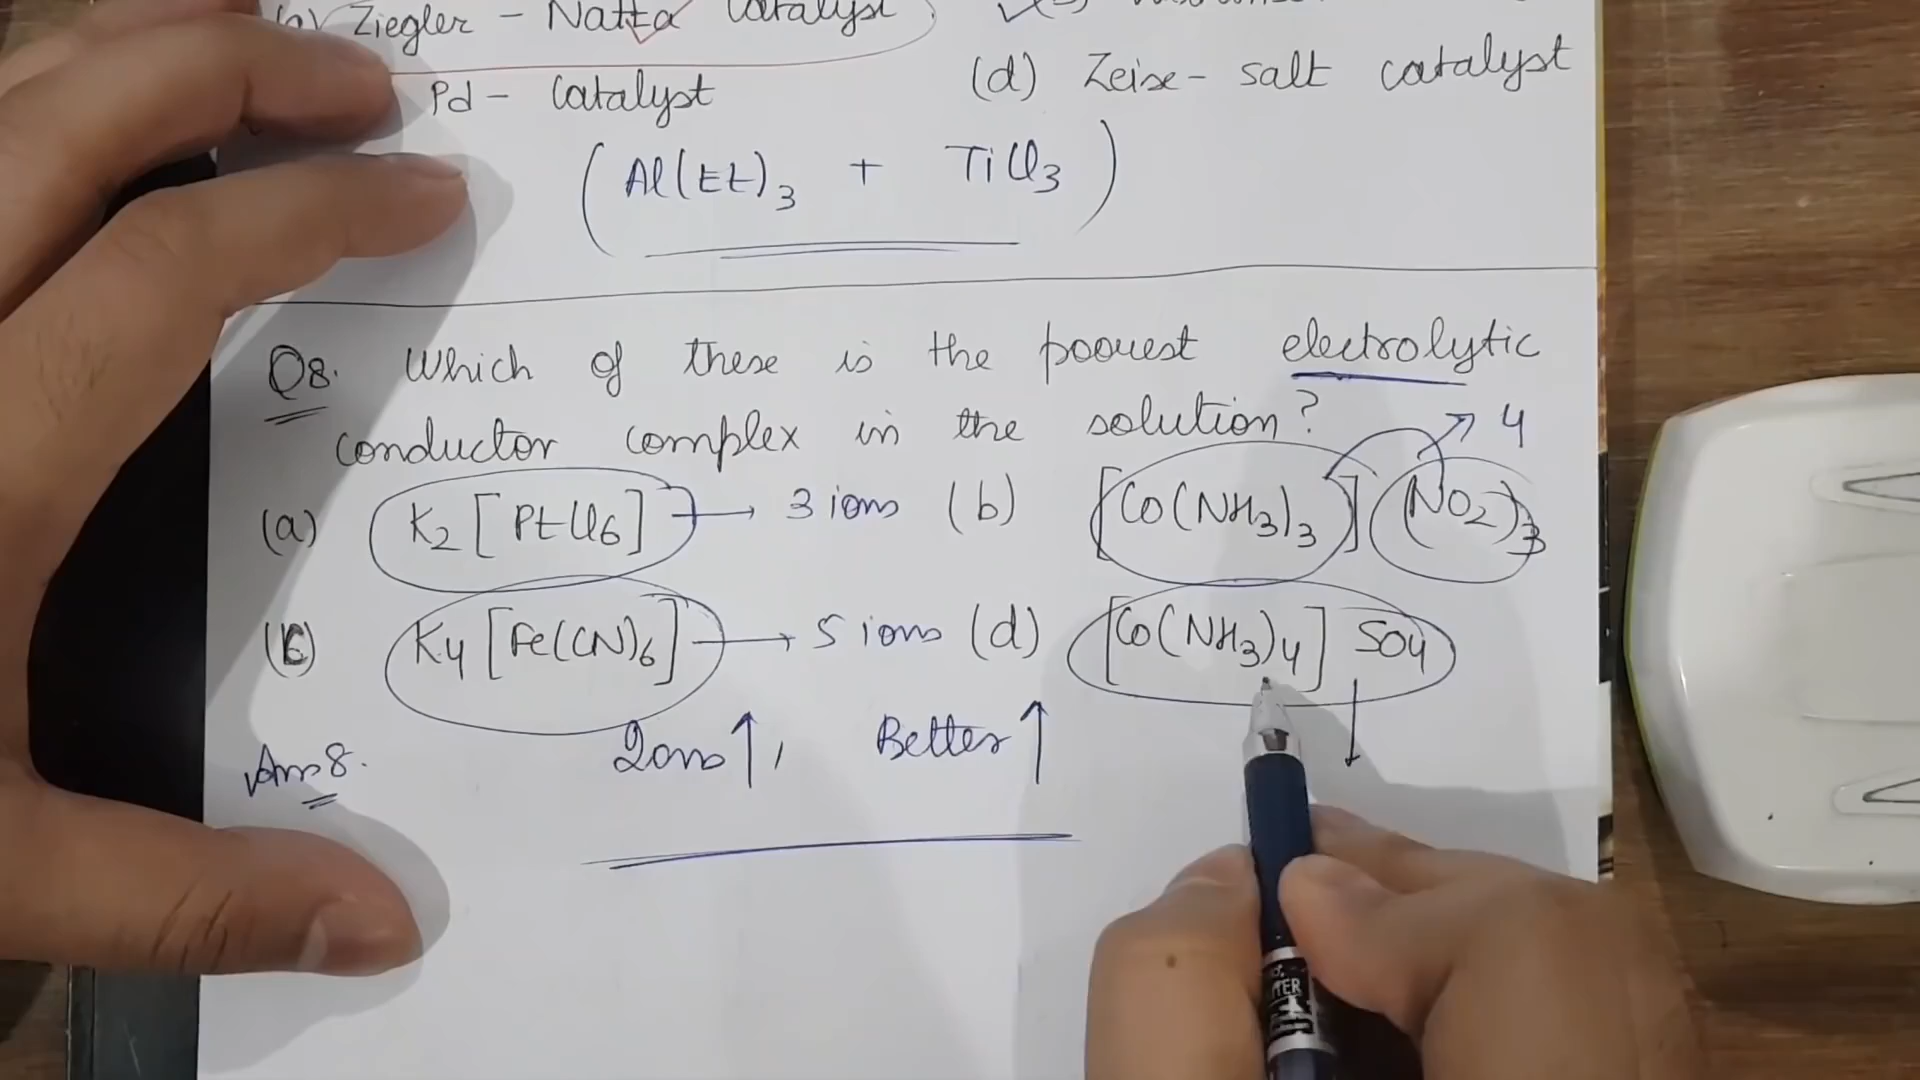 Ziegler - Natta Catalyst
Pd - Catalyst
(d) Zeise - salt catalyst
(Al(Et)3 + TiCl3)
Q8. Which of these is the poorest electrolytic
conductor complex in the solution?
(a) K2[PtCl6] → 3 ions (b) [Co(NH3)3](NO2)3 → 4
(c) K4[Fe(CN)6] → 5 ions (d) [Co(NH3)4]SO4 ↓
Ions↑, Better↑
Ans8.